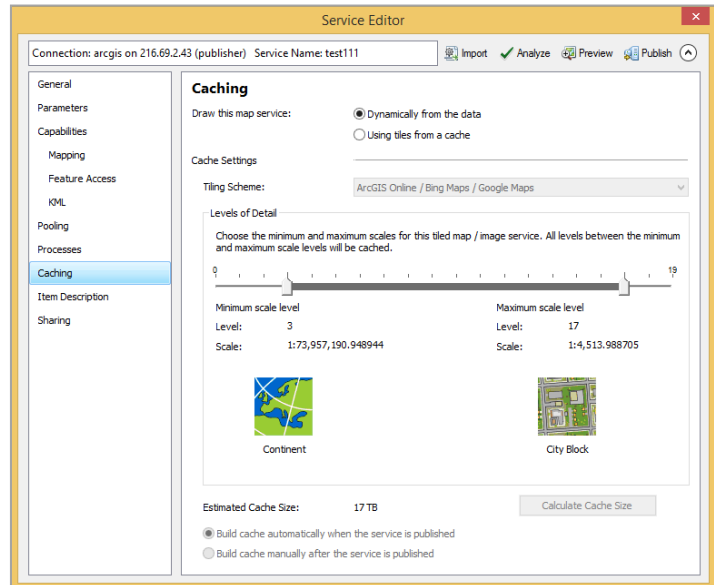 Service Editor
Connection: arcgis on 216.69.2.43 (publisher) Service Name: test111
Import
Analyze
Preview
Publish
General
Parameters
Capabilities
Mapping
Feature Access
KML
Pooling
Processes
Caching
Item Description
Sharing
Caching
Draw this map service:
Dynamically from the data
Using tiles from a cache
Cache Settings
Tiling Scheme:
ArcGIS Online / Bing Maps / Google Maps
Levels of Detail
Choose the minimum and maximum scales for this tiled map / image service. All levels between the minimum
and maximum scale levels will be cached.
0
19
Minimum scale level
Level: 3
Scale: 1:73,957,190.948944
Continent
Maximum scale level
Level: 17
Scale: 1:4,513.988705
City Block
Estimated Cache Size: 17 TB
Calculate Cache Size
Build cache automatically when the service is published
Build cache manually after the service is published